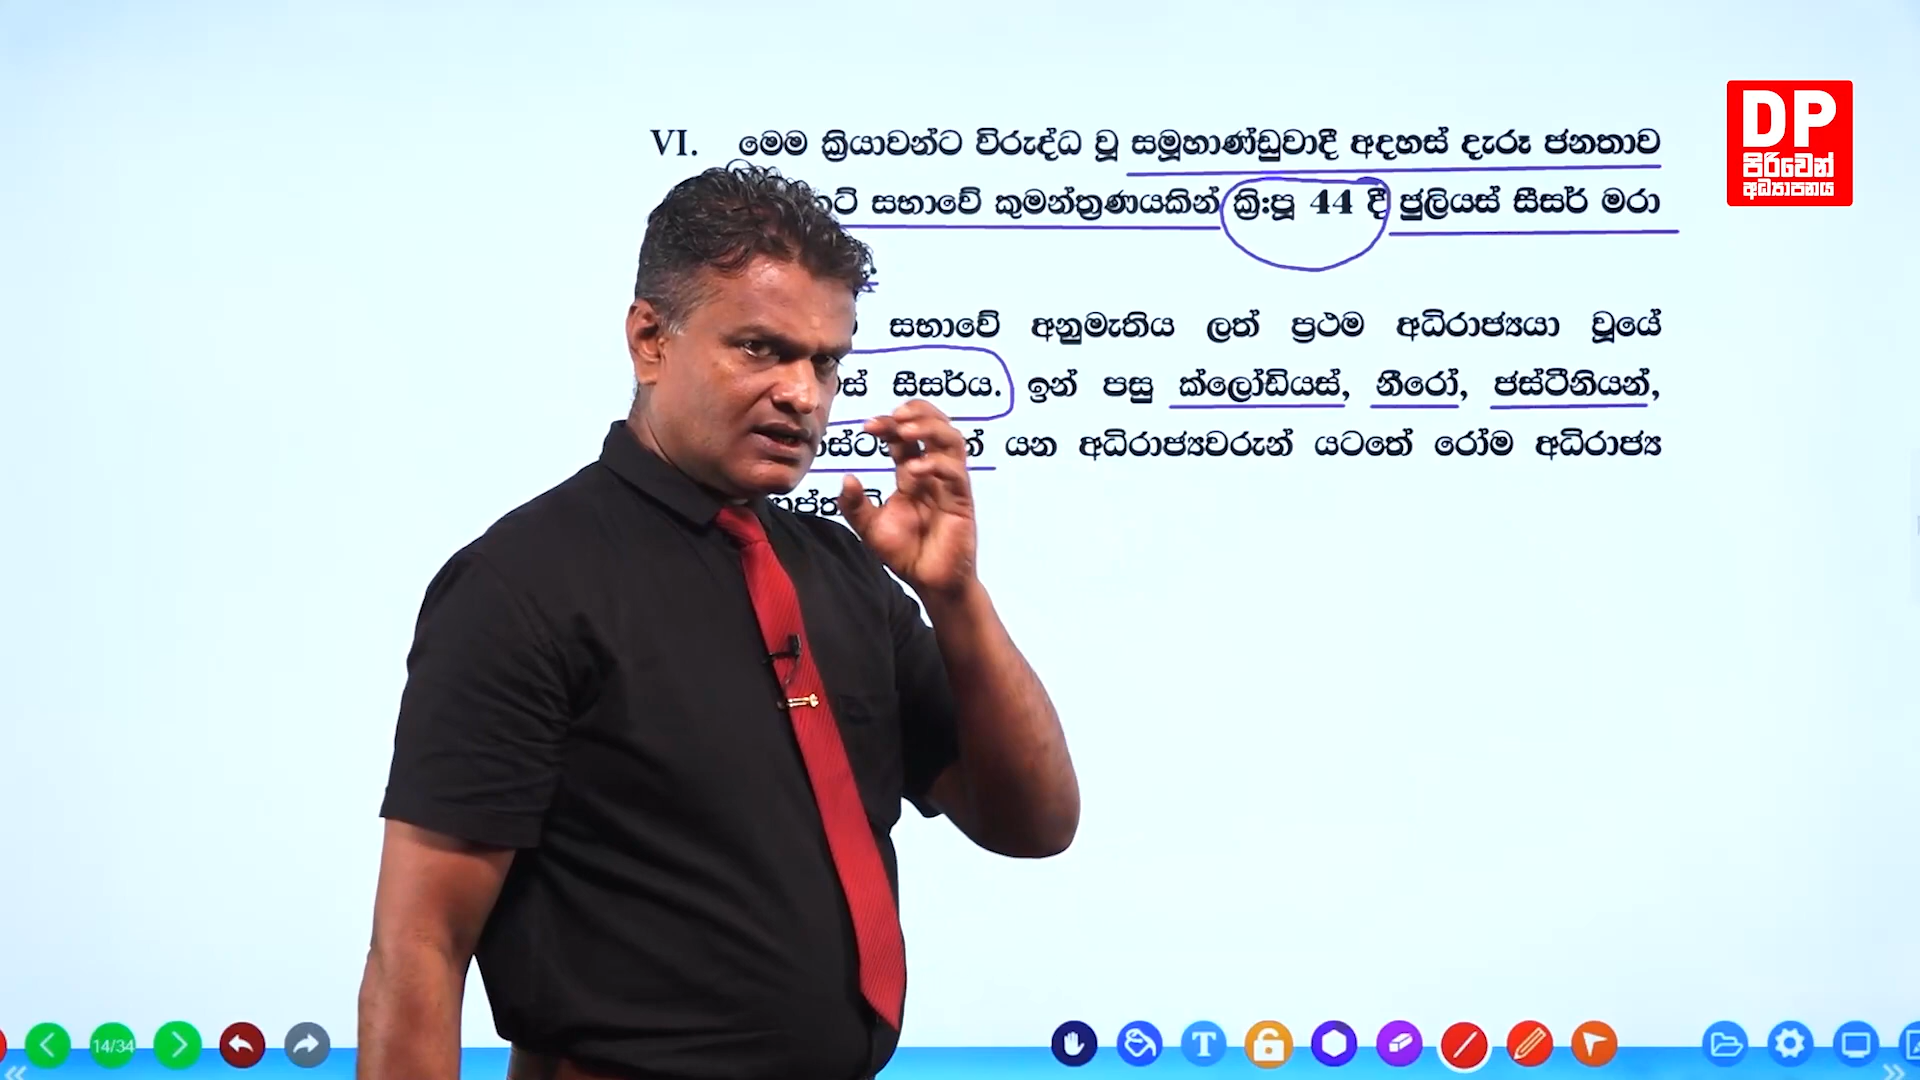 VI. මෙම ක්‍රියාවන්ට විරුද්ධ වූ සමූහාණ්ඩුවාදී අදහස් දැරූ ජනතාව
සභාවේ කුමන්ත්‍රණයකින් ක්‍රි:පූ 44 දී ජුලියස් සීසර් මරා
සභාවේ අනුමැතිය ලත් ප්‍රථම අධිරාජ්‍යයා වූයේ
සීසර්ය. ඉන් පසු ක්ලෝඩියස්, නීරෝ, ජස්ටීනියන්,
යන අධිරාජ්‍යවරුන් යටතේ රෝම අධිරාජ්‍ය
DP
පිරිවෙන්
අධ්‍යාපනය
14/34
T